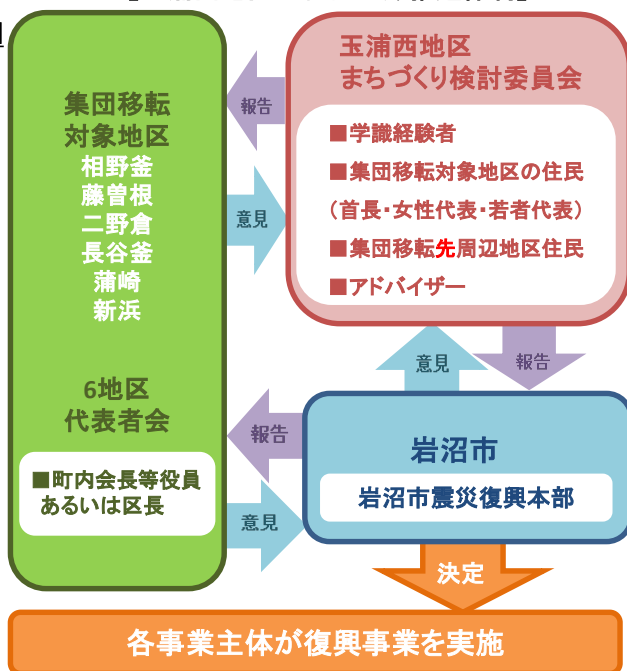 集団移転
対象地区
相野釜
藤曽根
二野倉
長谷釜
蒲崎
新浜
6地区
代表者会
■町内会長等役員
あるいは区長
報告
意見
玉浦西地区
まちづくり検討委員会
■学識経験者
■集団移転対象地区の住民
(首長・女性代表・若者代表)
■集団移転先周辺地区住民
■アドバイザー
意見
報告
報告
意見
岩沼市
岩沼市震災復興本部
決定
各事業主体が復興事業を実施